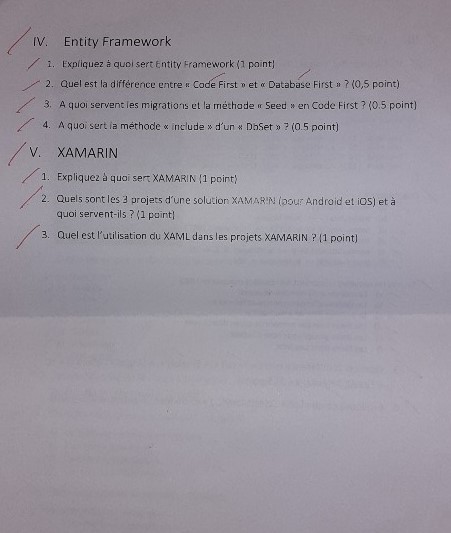 IV. Entity Framework
1. Expliquez à quoi sert Entity Framework (1 point)
2. Quel est la différence entre « Code First » et « Database First » ? (0,5 point)
3. A quoi servent les migrations et la méthode « Seed » en Code First ? (0.5 point)
4. A quoi sert la méthode « include » d'un « DbSet » ? (0.5 point)
V. XAMARIN
1. Expliquez à quoi sert XAMARIN (1 point)
2. Quels sont les 3 projets d'une solution XAMARIN (pour Android et iOS) et à
quoi servent-ils ? (1 point)
3. Quel est l'utilisation du XAML dans les projets XAMARIN ? (1 point)